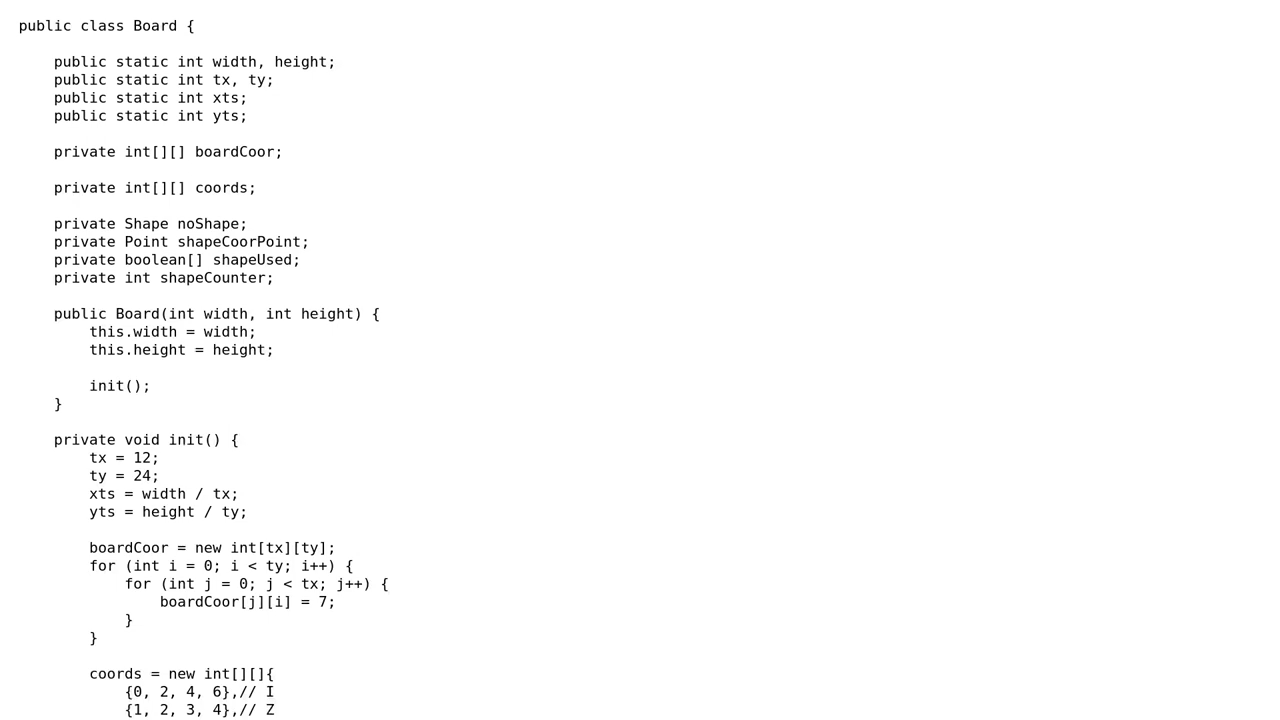 public class Board {

    public static int width, height;
    public static int tx, ty;
    public static int xts;
    public static int yts;

    private int[][] boardCoor;

    private int[][] coords;

    private Shape noShape;
    private Point shapeCoorPoint;
    private boolean[] shapeUsed;
    private int shapeCounter;

    public Board(int width, int height) {
        this.width = width;
        this.height = height;

        init();
    }

    private void init() {
        tx = 12;
        ty = 24;
        xts = width / tx;
        yts = height / ty;

        boardCoor = new int[tx][ty];
        for (int i = 0; i < ty; i++) {
            for (int j = 0; j < tx; j++) {
                boardCoor[j][i] = 7;
            }
        }

        coords = new int[][]{
            {0, 2, 4, 6},// I
            {1, 2, 3, 4},// Z